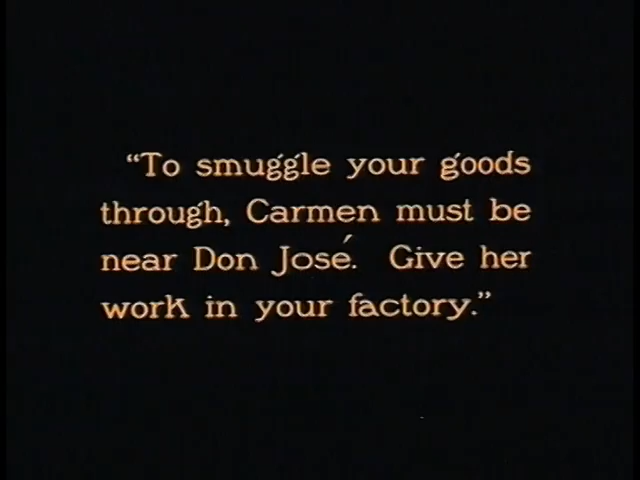 “To smuggle your goods
through, Carmen must be
near Don José. Give her
work in your factory.”